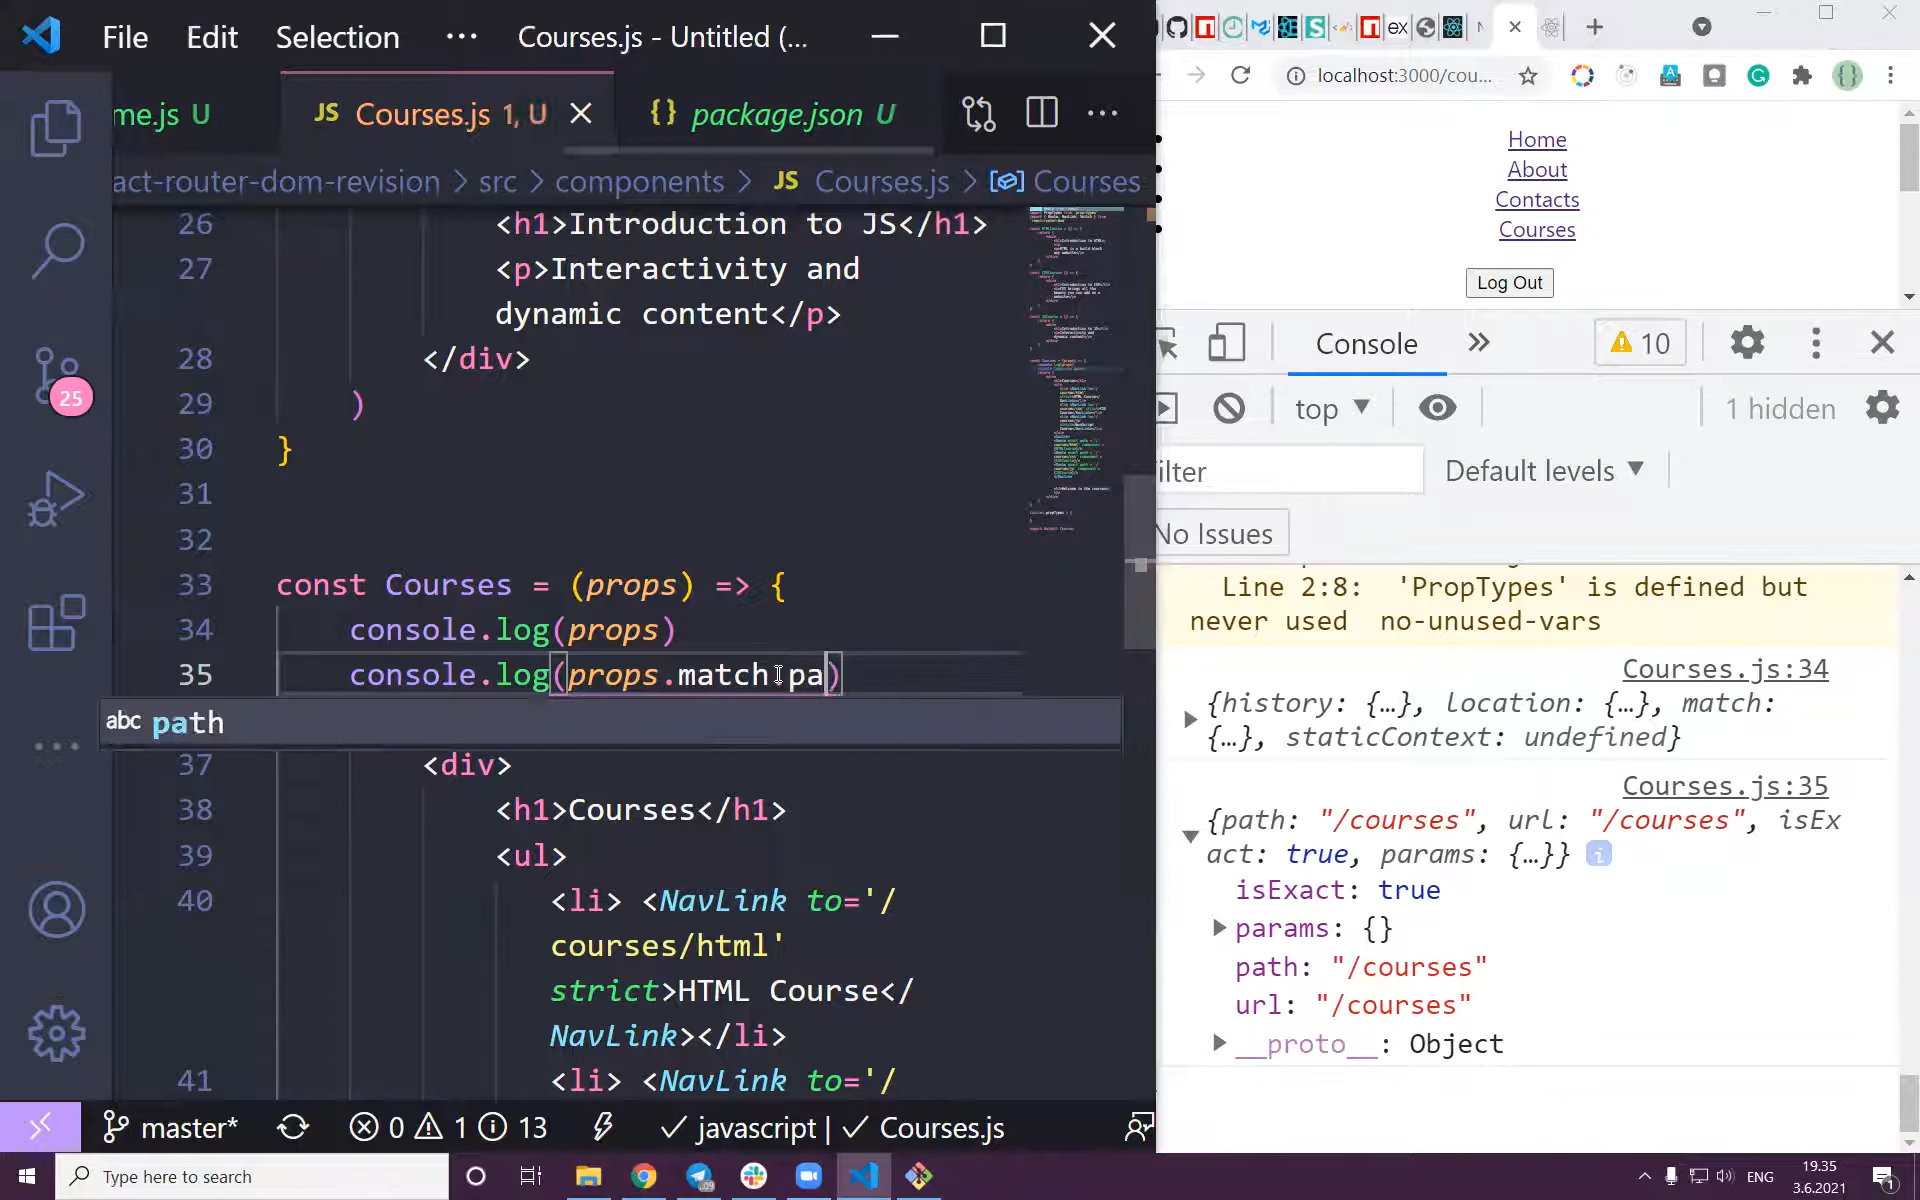 File Edit Selection ··· Courses.js - Untitled (...
me.js U
JS Courses.js 1, U
{} package.json U
act-router-dom-revision > src > components > JS Courses.js > Courses
26 <h1>Introduction to JS</h1>
27 <p>Interactivity and
dynamic content</p>
28 </div>
29 )
30 }
31
32
33 const Courses = (props) => {
34 console.log(props)
35 console.log(props.match.pa)
abc path
37 <div>
38 <h1>Courses</h1>
39 <ul>
40 <li> <NavLink to='/
courses/html'
strict>HTML Course</
NavLink></li>
41 <li> <NavLink to='/
25
master* 0 1 13 javascript | Courses.js
localhost:3000/cou...
Home
About
Contacts
Courses
Log Out
Console » 10
top 1 hidden
ilter Default levels
No Issues
Line 2:8: 'PropTypes' is defined but
never used no-unused-vars
Courses.js:34
{history: {…}, location: {…}, match:
{…}, staticContext: undefined}
Courses.js:35
{path: "/courses", url: "/courses", isEx
act: true, params: {…}}
isExact: true
params: {}
path: "/courses"
url: "/courses"
__proto__: Object
Type here to search
ENG
19.35
3.6.2021